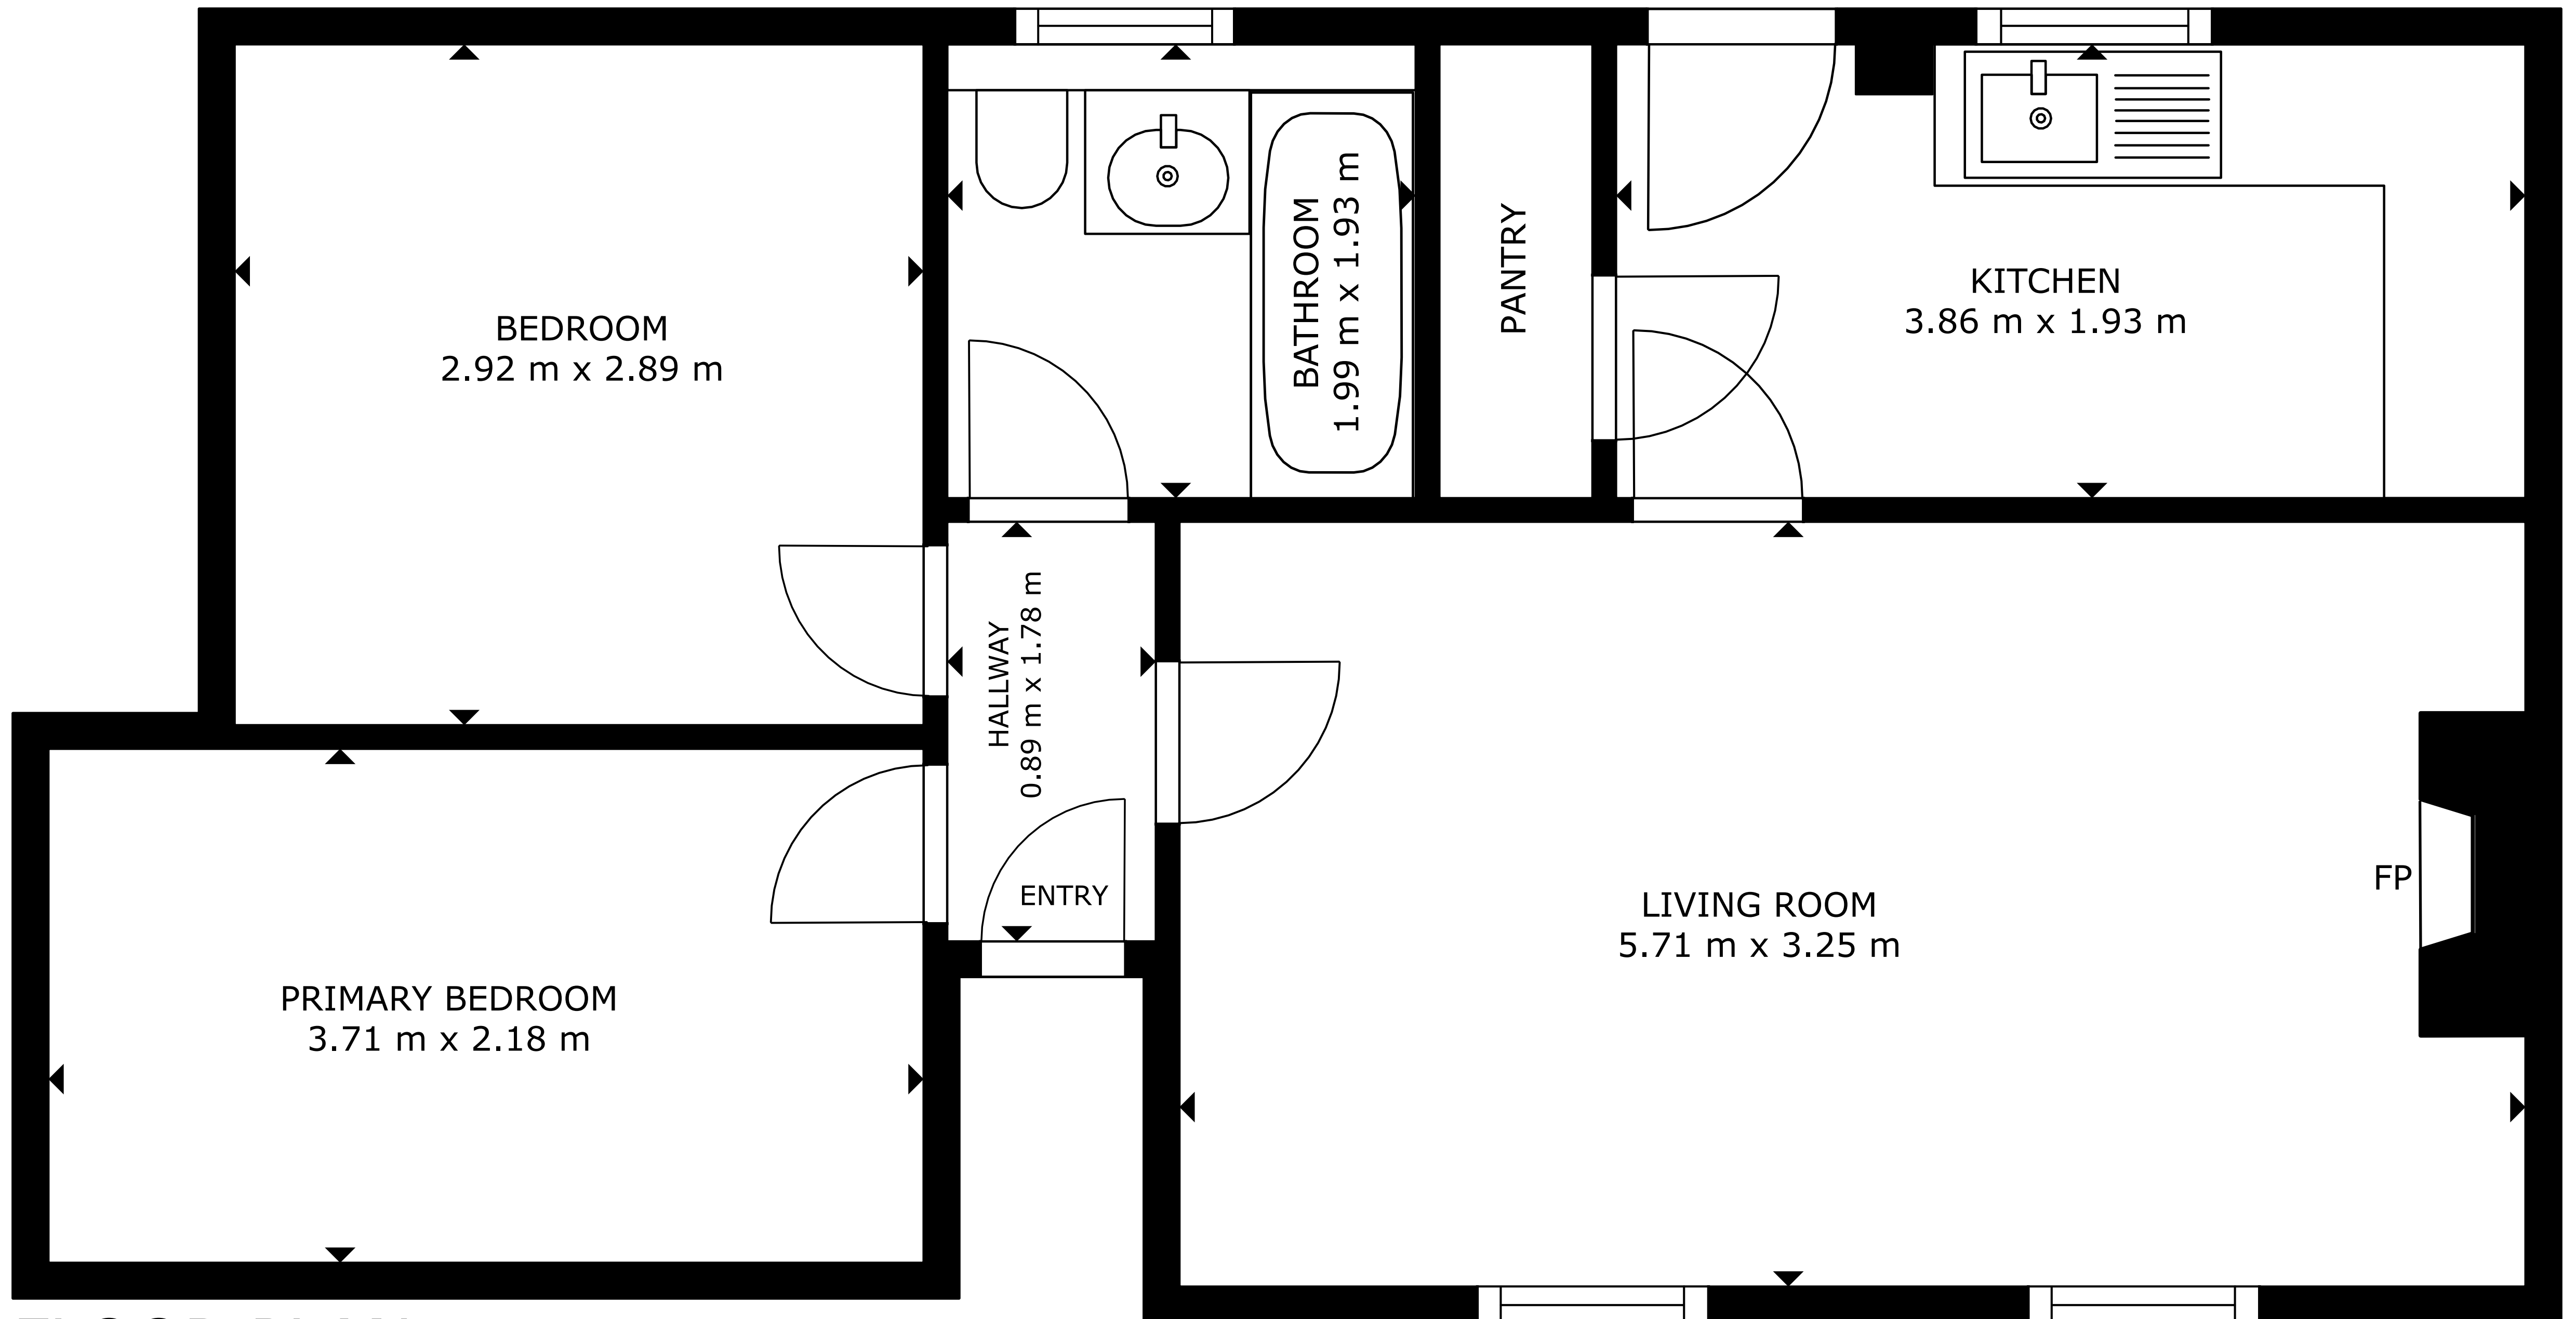 BATHROOM
1.99 m x 1.93 m
PANTRY
KITCHEN
3.86 m x 1.93 m
BEDROOM
2.92 m x 2.89 m
HALLWAY
0.89 m x 1.78 m
ENTRY
LIVING ROOM
5.71 m x 3.25 m
FP
PRIMARY BEDROOM
3.71 m x 2.18 m